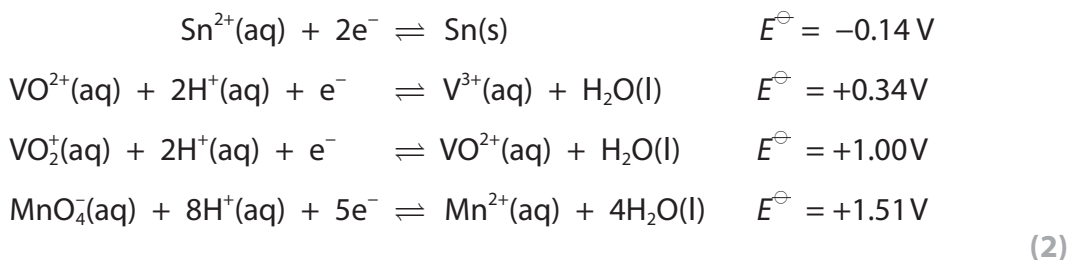 Sn²⁺(aq) + 2e⁻ ⇌ Sn(s) E⦵ = −0.14 V
VO²⁺(aq) + 2H⁺(aq) + e⁻ ⇌ V³⁺(aq) + H₂O(l) E⦵ = +0.34 V
VO₂⁺(aq) + 2H⁺(aq) + e⁻ ⇌ VO²⁺(aq) + H₂O(l) E⦵ = +1.00 V
MnO₄⁻(aq) + 8H⁺(aq) + 5e⁻ ⇌ Mn²⁺(aq) + 4H₂O(l) E⦵ = +1.51 V
(2)